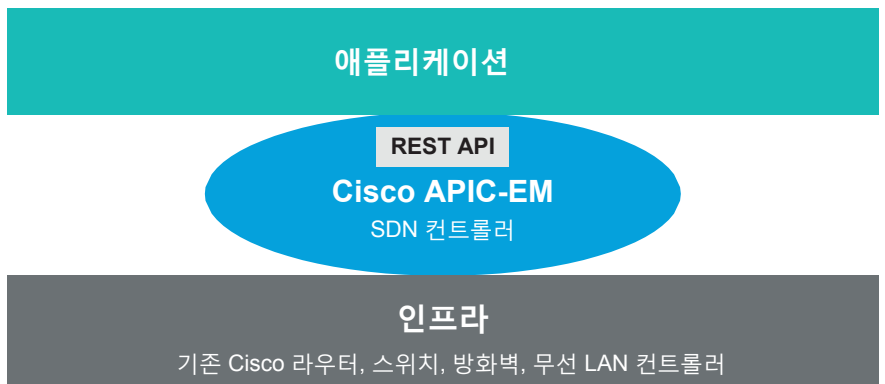 애플리케이션
REST API
Cisco APIC-EM
SDN 컨트롤러
인프라
기존 Cisco 라우터, 스위치, 방화벽, 무선 LAN 컨트롤러